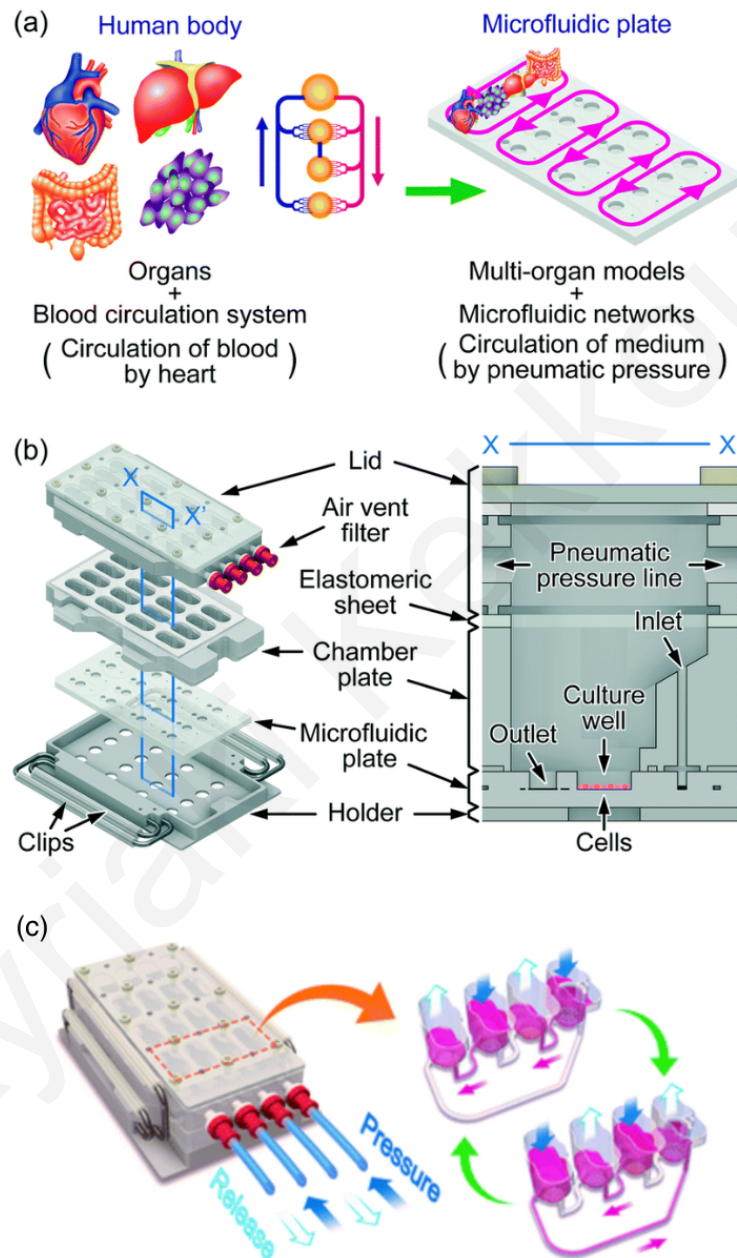 (a)
Human body
Microfluidic plate
Organs
+
Blood circulation system
( Circulation of blood
by heart )
Multi-organ models
+
Microfluidic networks
( Circulation of medium
by pneumatic pressure )
(b)
X
X'
Lid
Air vent
filter
Elastomeric
sheet
Chamber
plate
Microfluidic
plate
Holder
Clips
X
X
Pneumatic
pressure line
Inlet
Culture
well
Outlet
Cells
(c)
Release
Pressure